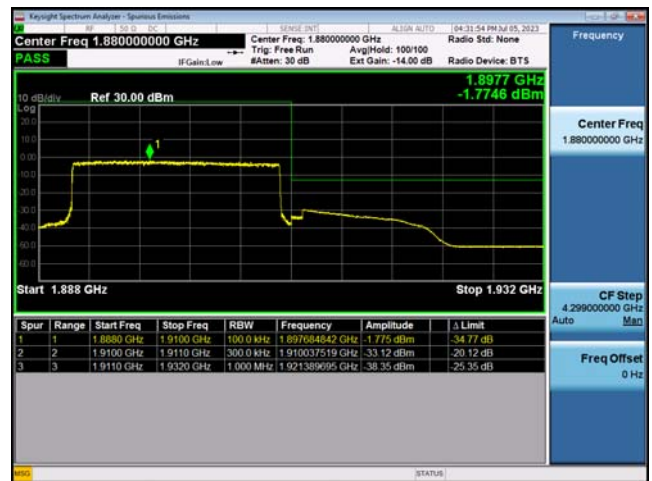 Keysight Spectrum Analyzer - Spurious Emissions
RF 50 Ω DC SENSE:INT ALIGN AUTO 04:31:54 PM Jul 05, 2023
Center Freq 1.880000000 GHz
PASS
IFGain:Low
Center Freq: 1.880000000 GHz
Trig: Free Run Avg|Hold: 100/100
#Atten: 30 dB Ext Gain: -14.00 dB
Radio Std: None
Radio Device: BTS
Frequency
1.8977 GHz
-1.7746 dBm
10 dB/div Ref 30.00 dBm
Log
20.0
10.0
0.00
10.0
20.0
30.0
40.0
50.0
60.0
1
Start 1.888 GHz Stop 1.932 GHz
Center Freq
1.880000000 GHz
CF Step
4.299000000 GHz
Auto Man
Freq Offset
0 Hz
Spur Range Start Freq Stop Freq RBW Frequency Amplitude Δ Limit
1 1 1.8880 GHz 1.9100 GHz 100.0 kHz 1.897684842 GHz -1.775 dBm -34.77 dB
2 2 1.9100 GHz 1.9110 GHz 300.0 kHz 1.910037519 GHz -33.12 dBm -20.12 dB
3 3 1.9110 GHz 1.9320 GHz 1.000 MHz 1.921389695 GHz -38.35 dBm -25.35 dB
MSG STATUS